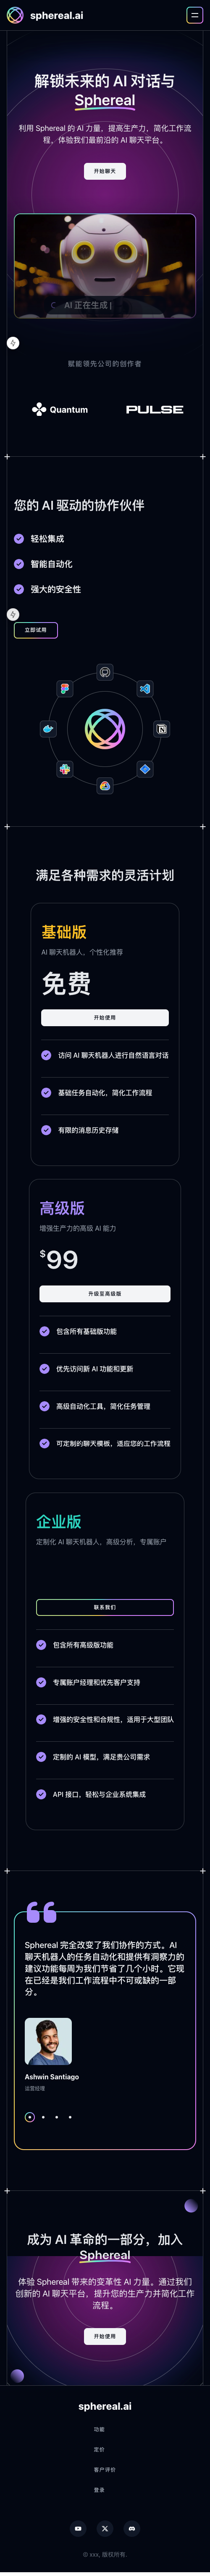 sphereal.ai
解锁未来的 AI 对话与
Sphereal
利用 Sphereal 的 AI 力量，提高生产力，简化工作流
程，体验我们最前沿的 AI 聊天平台。
开始聊天
AI 正在生成
赋能领先公司的创作者
Quantum
PULSE
您的 AI 驱动的协作伙伴
轻松集成
智能自动化
强大的安全性
立即试用
满足各种需求的灵活计划
基础版
AI 聊天机器人，个性化推荐
免费
开始使用
访问 AI 聊天机器人进行自然语言对话
基础任务自动化，简化工作流程
有限的消息历史存储
高级版
增强生产力的高级 AI 能力
$99
升级至高级版
包含所有基础版功能
优先访问新 AI 功能和更新
高级自动化工具，简化任务管理
可定制的聊天模板，适应您的工作流程
企业版
定制化 AI 聊天机器人，高级分析，专属账户
联系我们
包含所有高级版功能
专属账户经理和优先客户支持
增强的安全性和合规性，适用于大型团队
定制的 AI 模型，满足贵公司需求
API 接口，轻松与企业系统集成
Sphereal 完全改变了我们协作的方式。AI
聊天机器人的任务自动化和提供有洞察力的
建议功能每周为我们节省了几个小时。它现
在已经是我们工作流程中不可或缺的一部
分。
Ashwin Santiago
运营经理
成为 AI 革命的一部分，加入
Sphereal
体验 Sphereal 带来的变革性 AI 力量。通过我们
创新的 AI 聊天平台，提升您的生产力并简化工作
流程。
开始使用
sphereal.ai
功能
定价
客户评价
登录
© xxx, 版权所有.